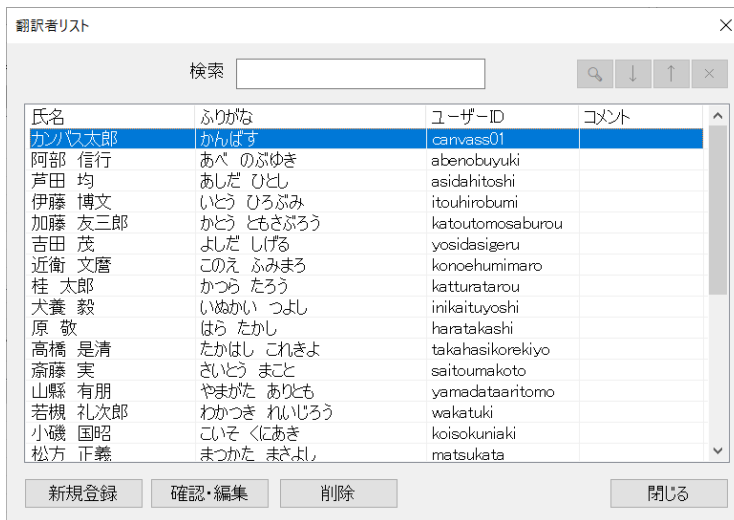 翻訳者リスト
検索
氏名 ふりがな ユーザーID コメント
カンバス太郎 かんばす canvass01
阿部 信行 あべ のぶゆき abenobuyuki
芦田 均 あしだ ひとし asidahitoshi
伊藤 博文 いとう ひろぶみ itouhirobumi
加藤 友三郎 かとう ともさぶろう katoutomosaburou
吉田 茂 よしだ しげる yosidasigeru
近衛 文麿 このえ ふみまろ konoehumimaro
桂 太郎 かつら たろう katturatarou
犬養 毅 いぬかい つよし inikaituyoshi
原 敬 はら たかし haratakashi
高橋 是清 たかはし これきよ takahasikorekiyo
斎藤 実 さいとう まこと saitoumakoto
山縣 有朋 やまがた ありとも yamadataaritomo
若槻 礼次郎 わかつき れいじろう wakatuki
小磯 国昭 こいそ くにあき koisokuniaki
松方 正義 まつかた まさよし matsukata
新規登録 確認・編集 削除 閉じる